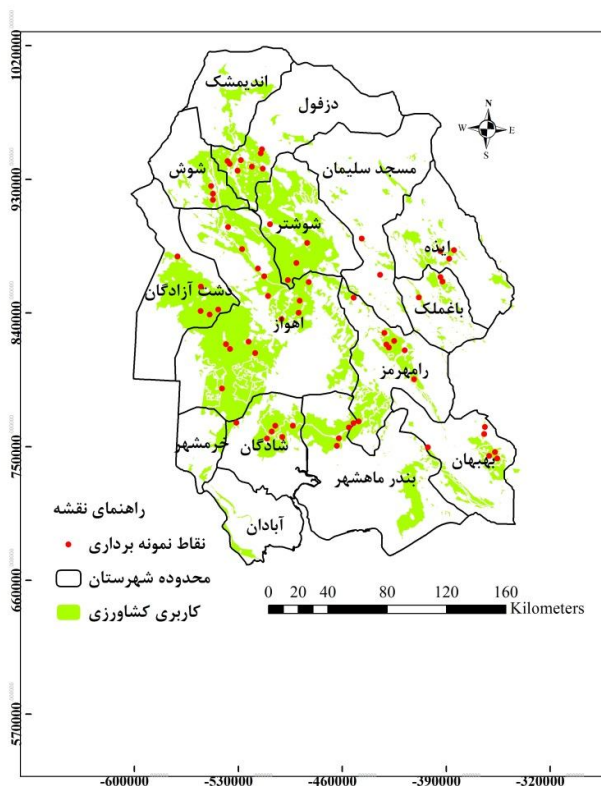 1020000
930000
840000
750000
660000
570000
-600000
-530000
-460000
-390000
-320000
N
W E
S
اندیمشک
دزفول
شوش
مسجد سلیمان
شوشتر
ایذه
دشت آزادگان
باغملک
اهواز
رامهرمز
خرمشهر
شادگان
بهبهان
بندر ماهشهر
آبادان
راهنمای نقشه
نقاط نمونه برداری
محدوده شهرستان
کاربری کشاورزی
0 20 40 80 120 160
Kilometers